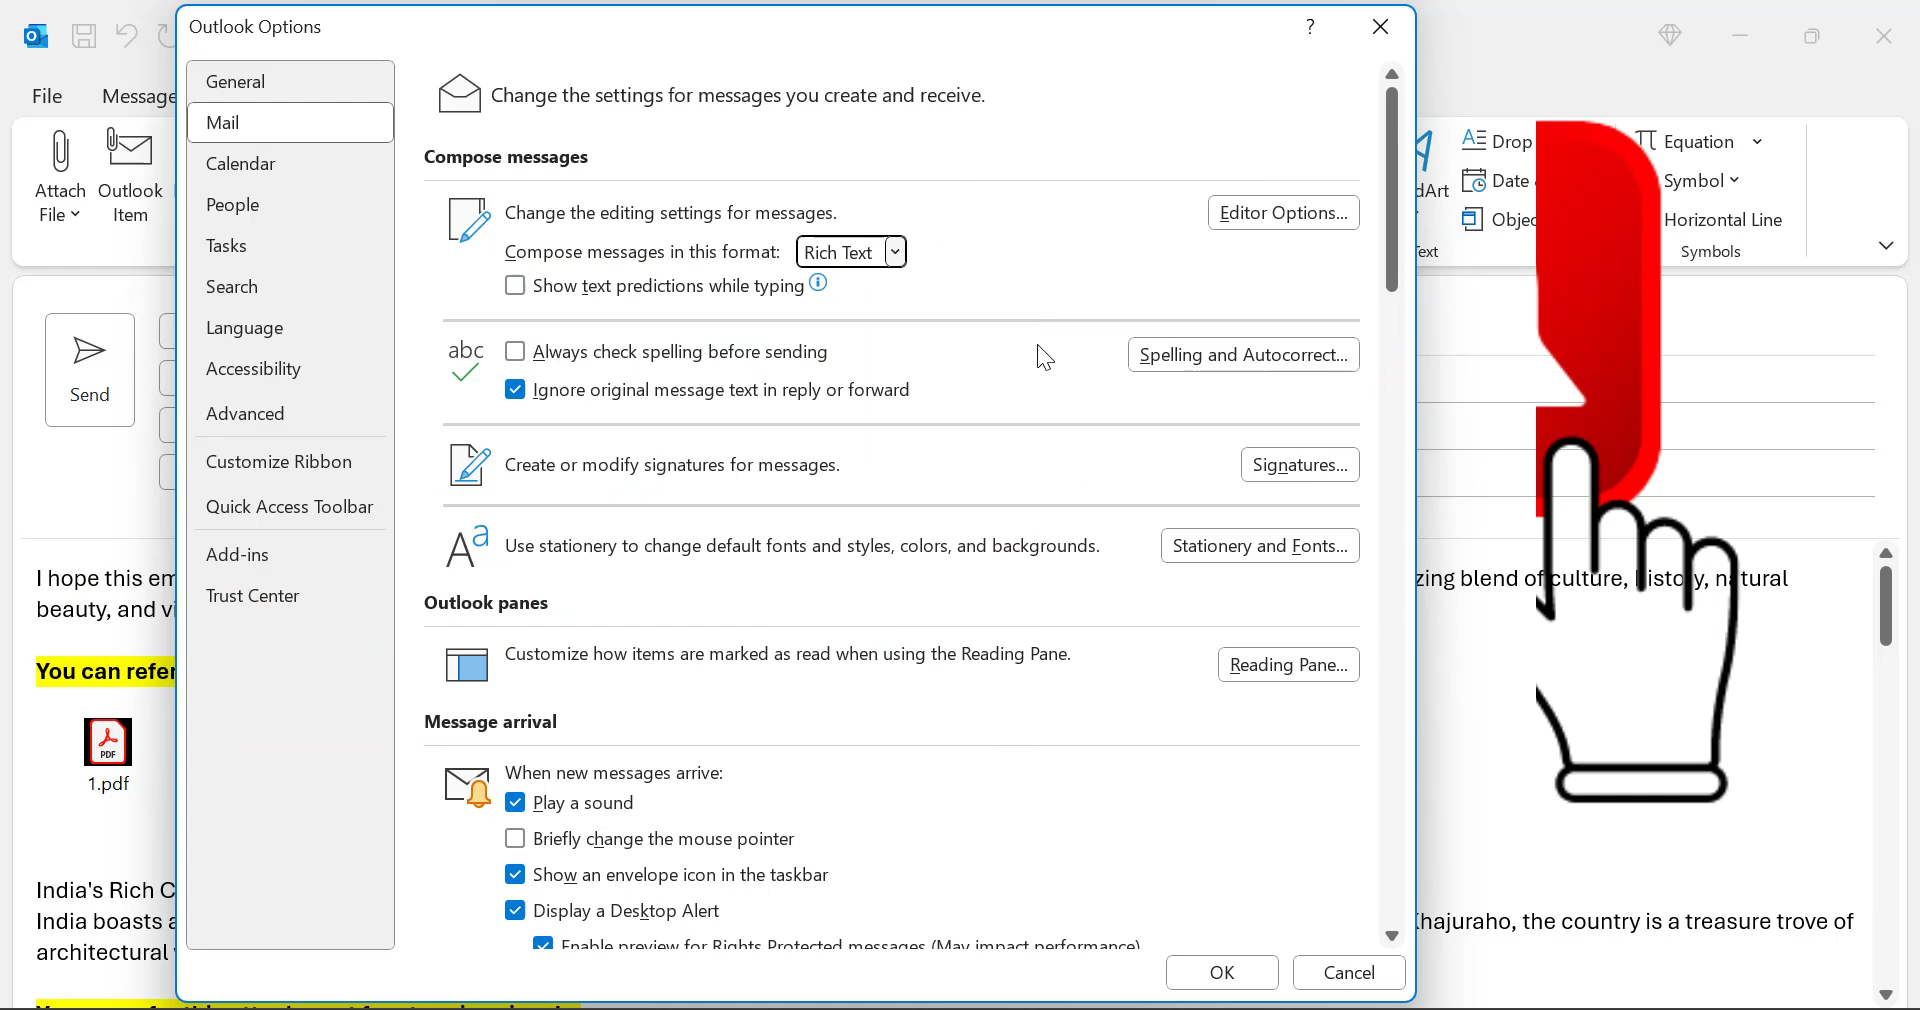 Outlook Options
?
File
Message
Attach
File
Outlook
Item
General
Mail
Calendar
People
Tasks
Search
Language
Accessibility
Advanced
Customize Ribbon
Quick Access Toolbar
Add-ins
Trust Center
Change the settings for messages you create and receive.
Compose messages
Change the editing settings for messages.
Editor Options...
Compose messages in this format: Rich Text
Show text predictions while typing
abc
Always check spelling before sending
Spelling and Autocorrect...
Ignore original message text in reply or forward
Create or modify signatures for messages.
Signatures...
Use stationery to change default fonts and styles, colors, and backgrounds.
Stationery and Fonts...
Outlook panes
Customize how items are marked as read when using the Reading Pane.
Reading Pane...
Message arrival
When new messages arrive:
Play a sound
Briefly change the mouse pointer
Show an envelope icon in the taskbar
Display a Desktop Alert
Enable preview for Rights Protected messages (May impact performance)
OK
Cancel
Drop
Date
Equation
Symbol
Horizontal Line
Symbols
Send
I hope this
beauty, and
You can refer
PDF
1.pdf
India's Rich
India boasts
architectural
blend of culture, history, natural
the country is a treasure trove of